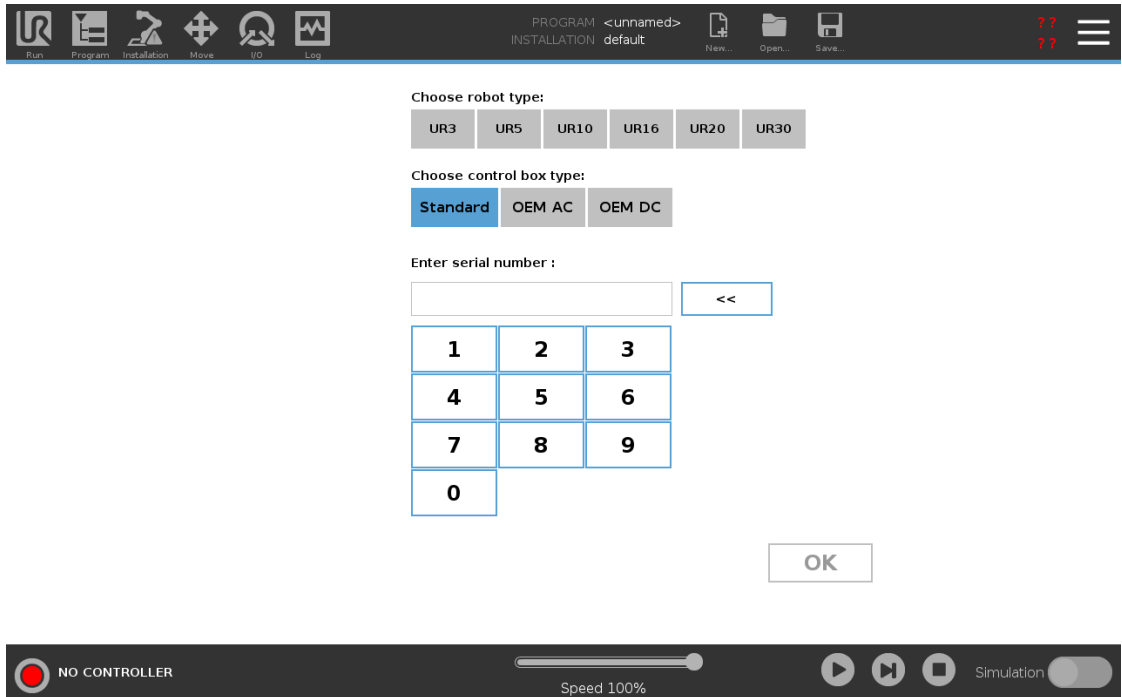 PROGRAM <unnamed>
INSTALLATION default
? ?
? ?
Run Program Installation Move I/O Log New... Open... Save...
Choose robot type:
UR3 UR5 UR10 UR16 UR20 UR30
Choose control box type:
Standard OEM AC OEM DC
Enter serial number :
<<
1 2 3
4 5 6
7 8 9
0
OK
NO CONTROLLER
Speed 100%
Simulation